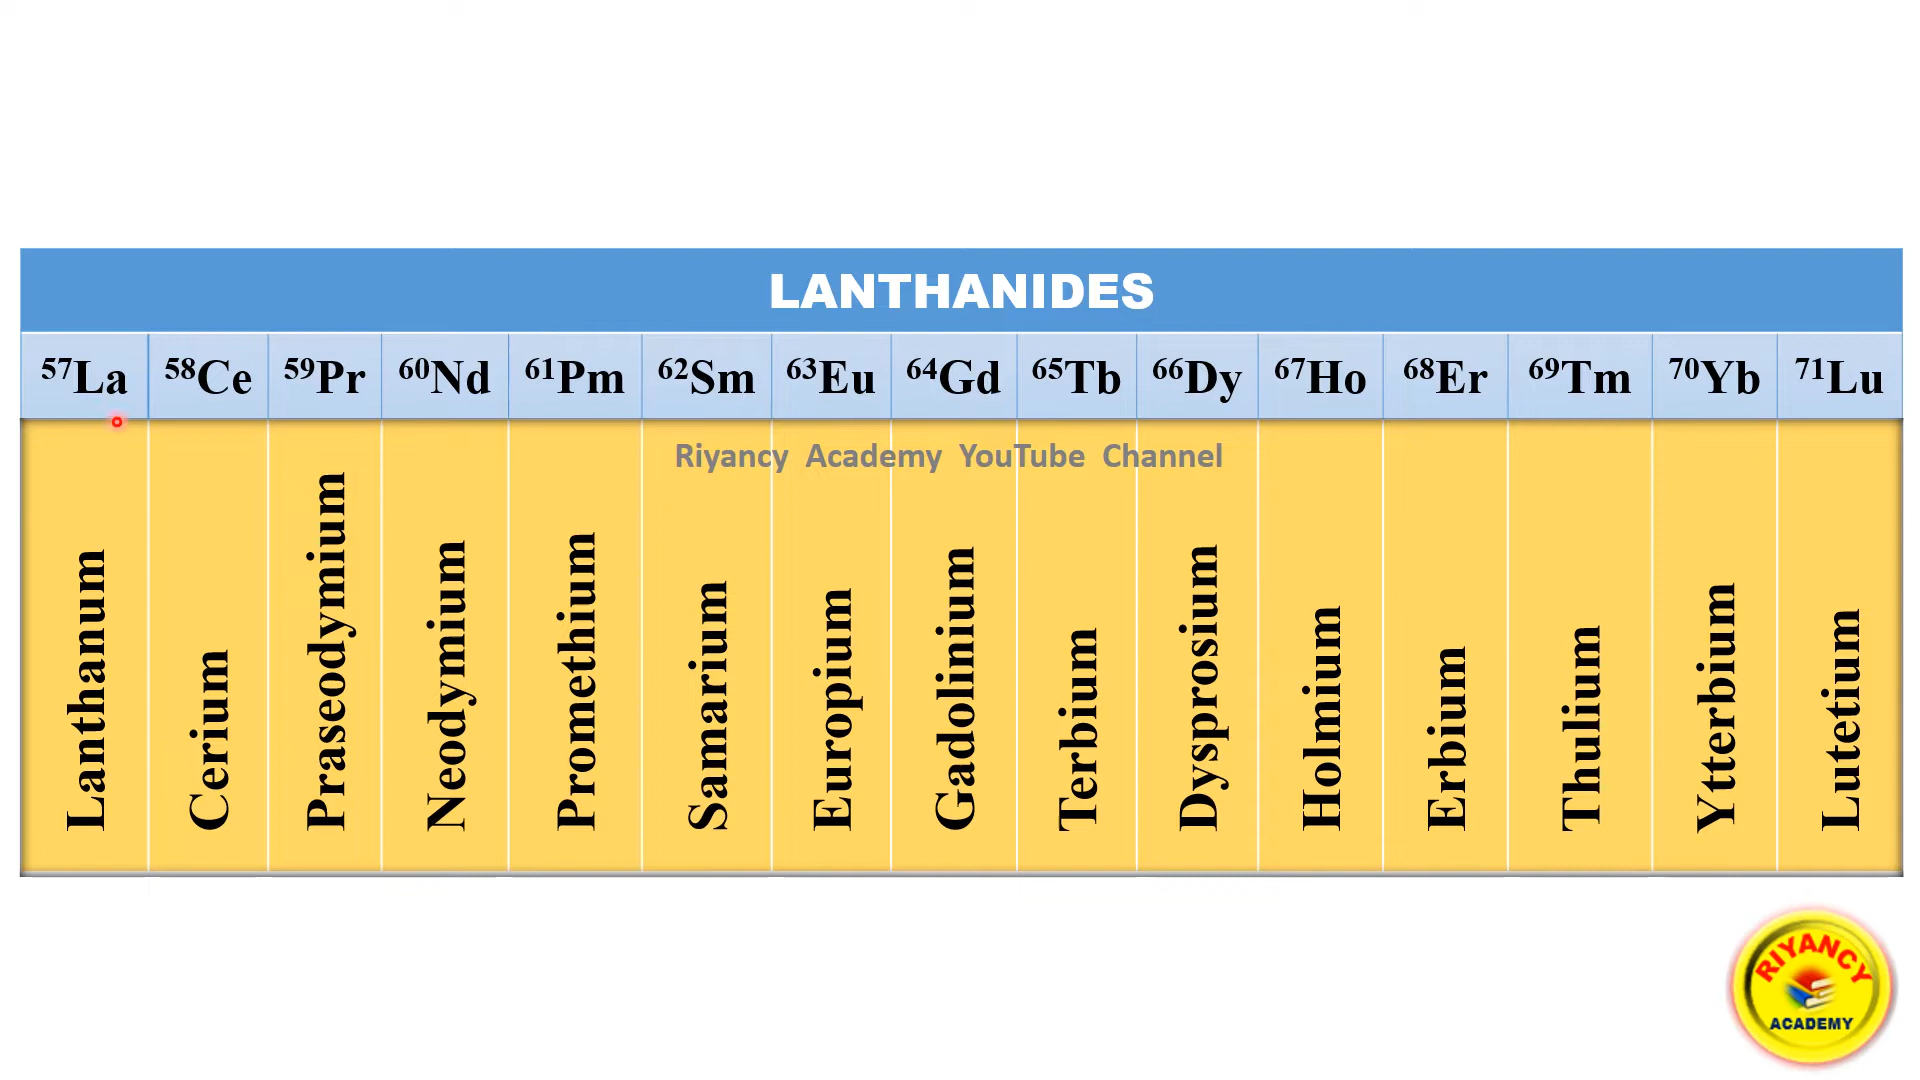 LANTHANIDES
57La 58Ce 59Pr 60Nd 61Pm 62Sm 63Eu 64Gd 65Tb 66Dy 67Ho 68Er 69Tm 70Yb 71Lu
Riyancy Academy YouTube Channel
Lanthanum
Cerium
Praseodymium
Neodymium
Promethium
Samarium
Europium
Gadolinium
Terbium
Dysprosium
Holmium
Erbium
Thulium
Ytterbium
Lutetium
RIYANCY
ACADEMY